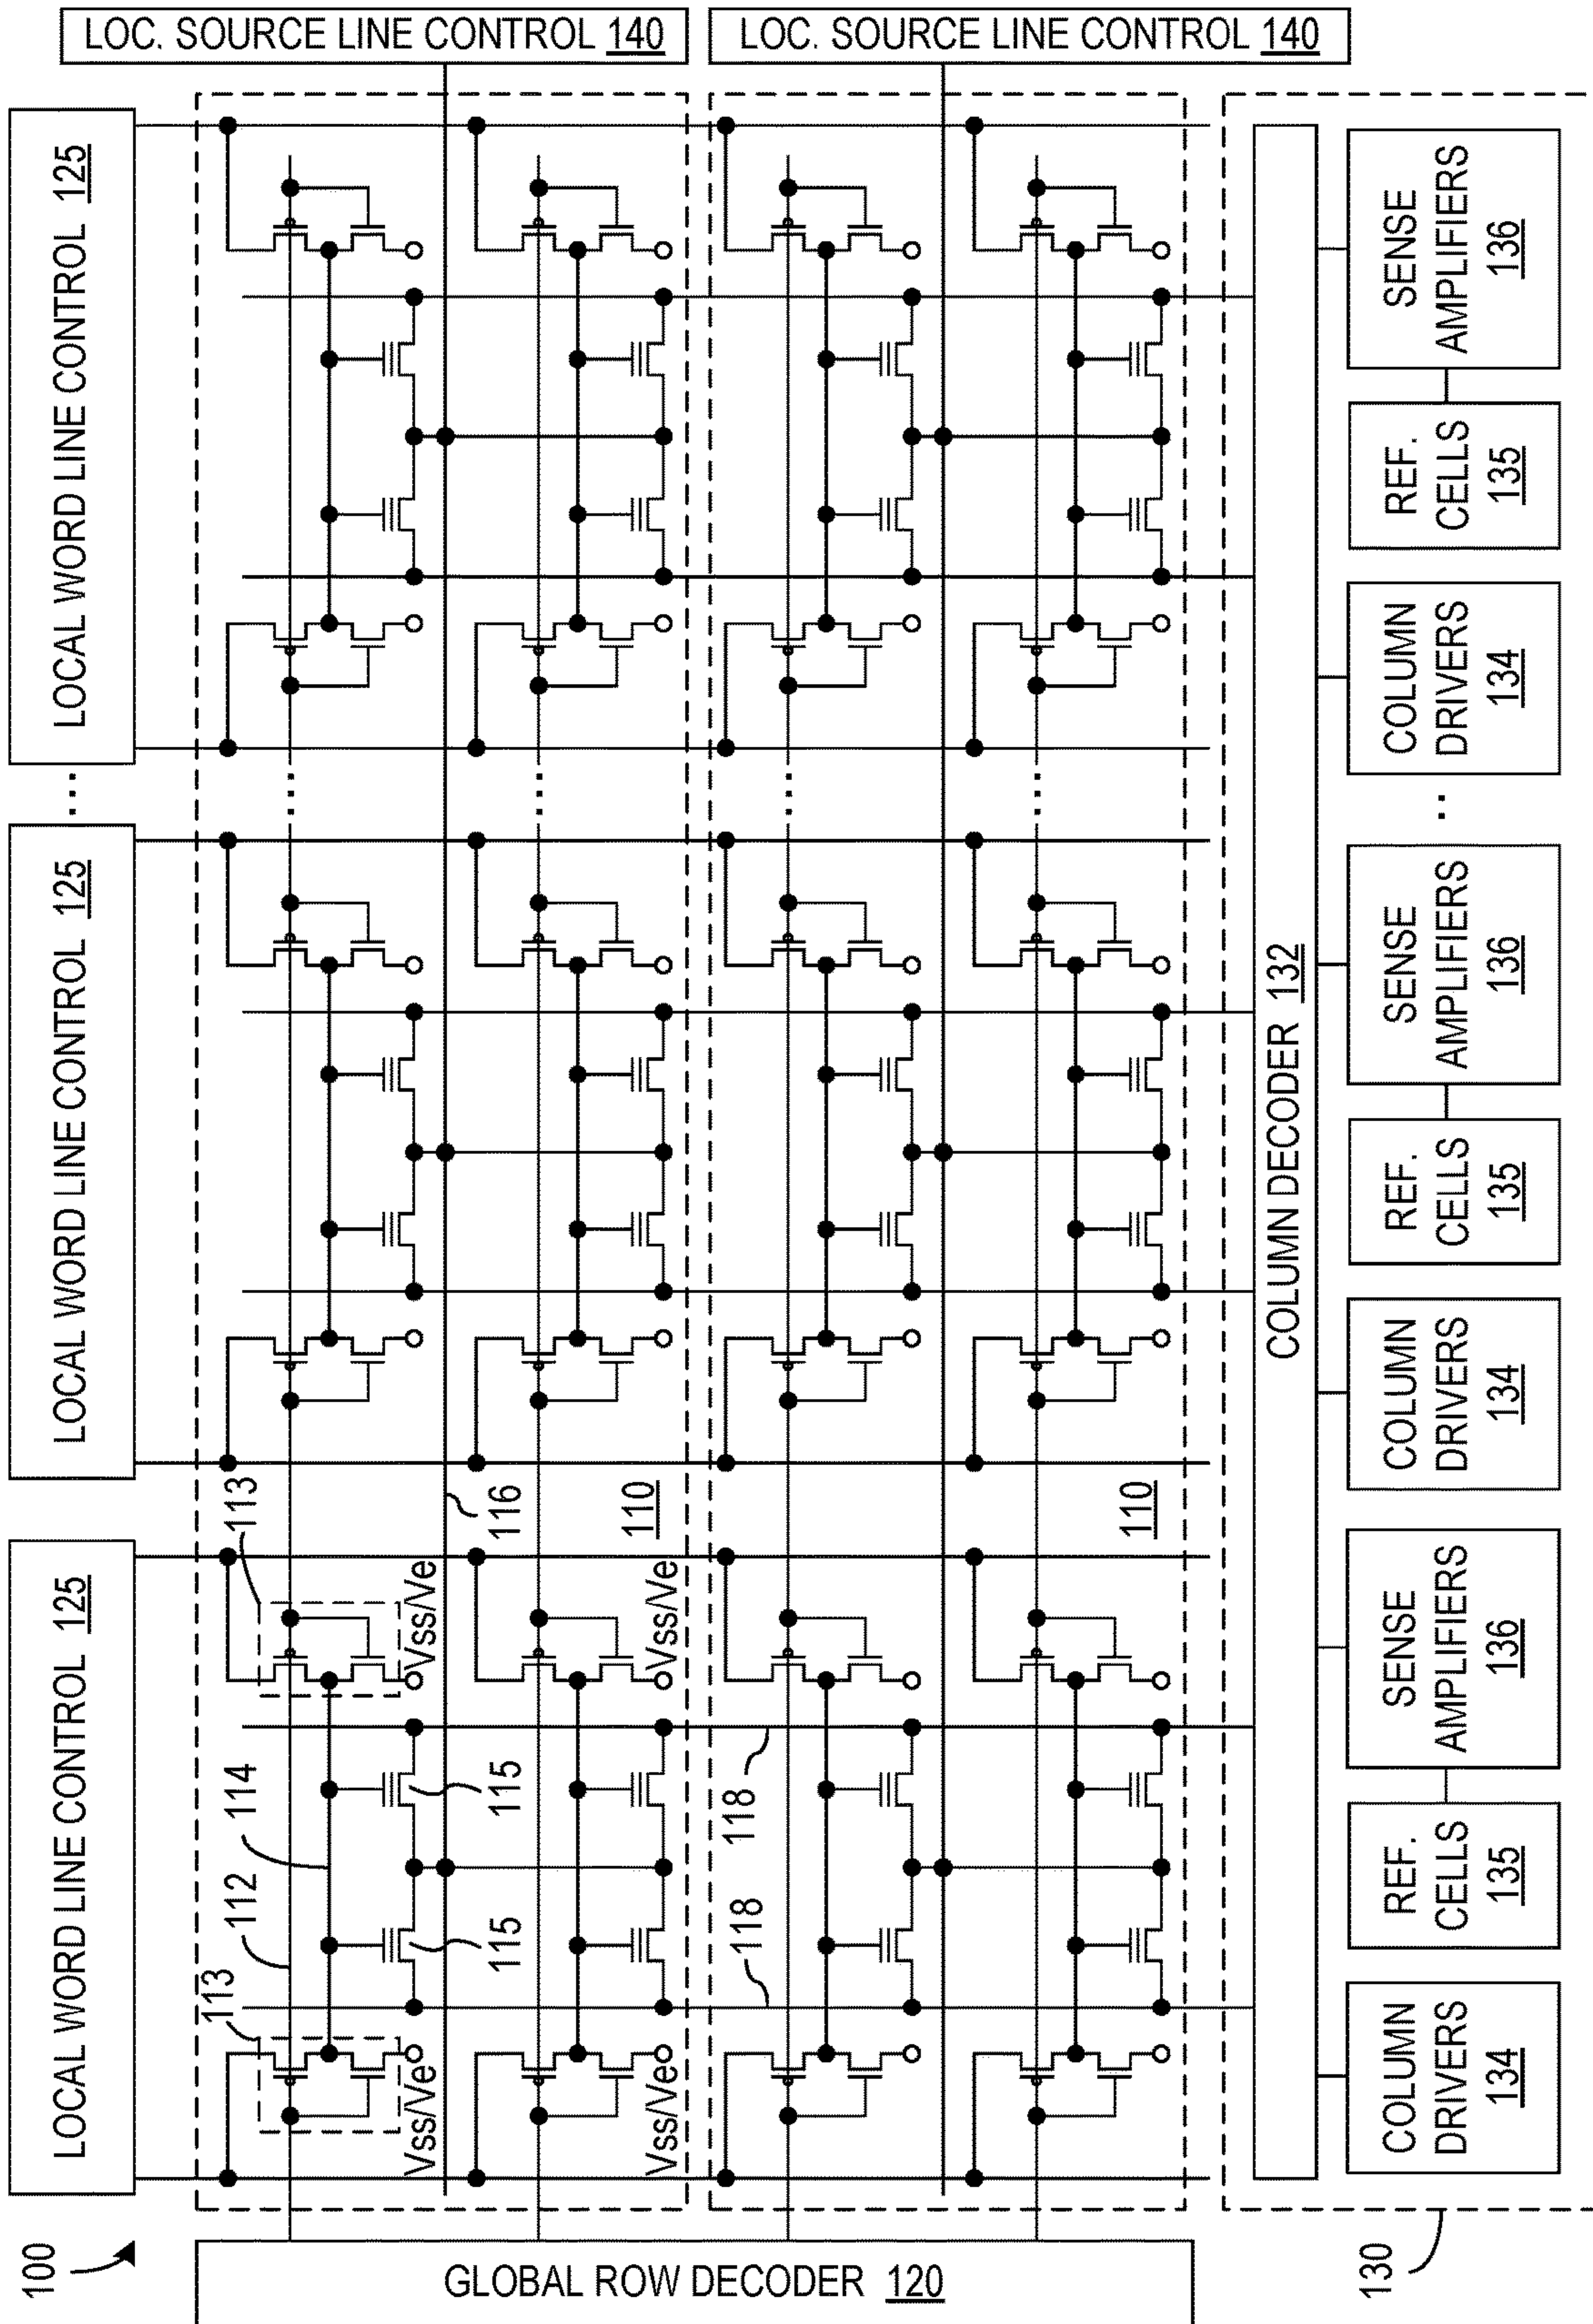 100
LOCAL WORD LINE CONTROL 125
LOCAL WORD LINE CONTROL 125
...
LOCAL WORD LINE CONTROL 125
LOC. SOURCE LINE CONTROL 140
LOC. SOURCE LINE CONTROL 140
GLOBAL ROW DECODER 120
113
112
114
113
115
115
Vss/Ve
Vss/Ve
116
Vss/Ve
Vss/Ve
110
118
118
110
...
...
...
...
COLUMN DECODER 132
130
COLUMN
DRIVERS
134
REF.
CELLS
135
SENSE
AMPLIFIERS
136
COLUMN
DRIVERS
134
REF.
CELLS
135
SENSE
AMPLIFIERS
136
..
COLUMN
DRIVERS
134
REF.
CELLS
135
SENSE
AMPLIFIERS
136